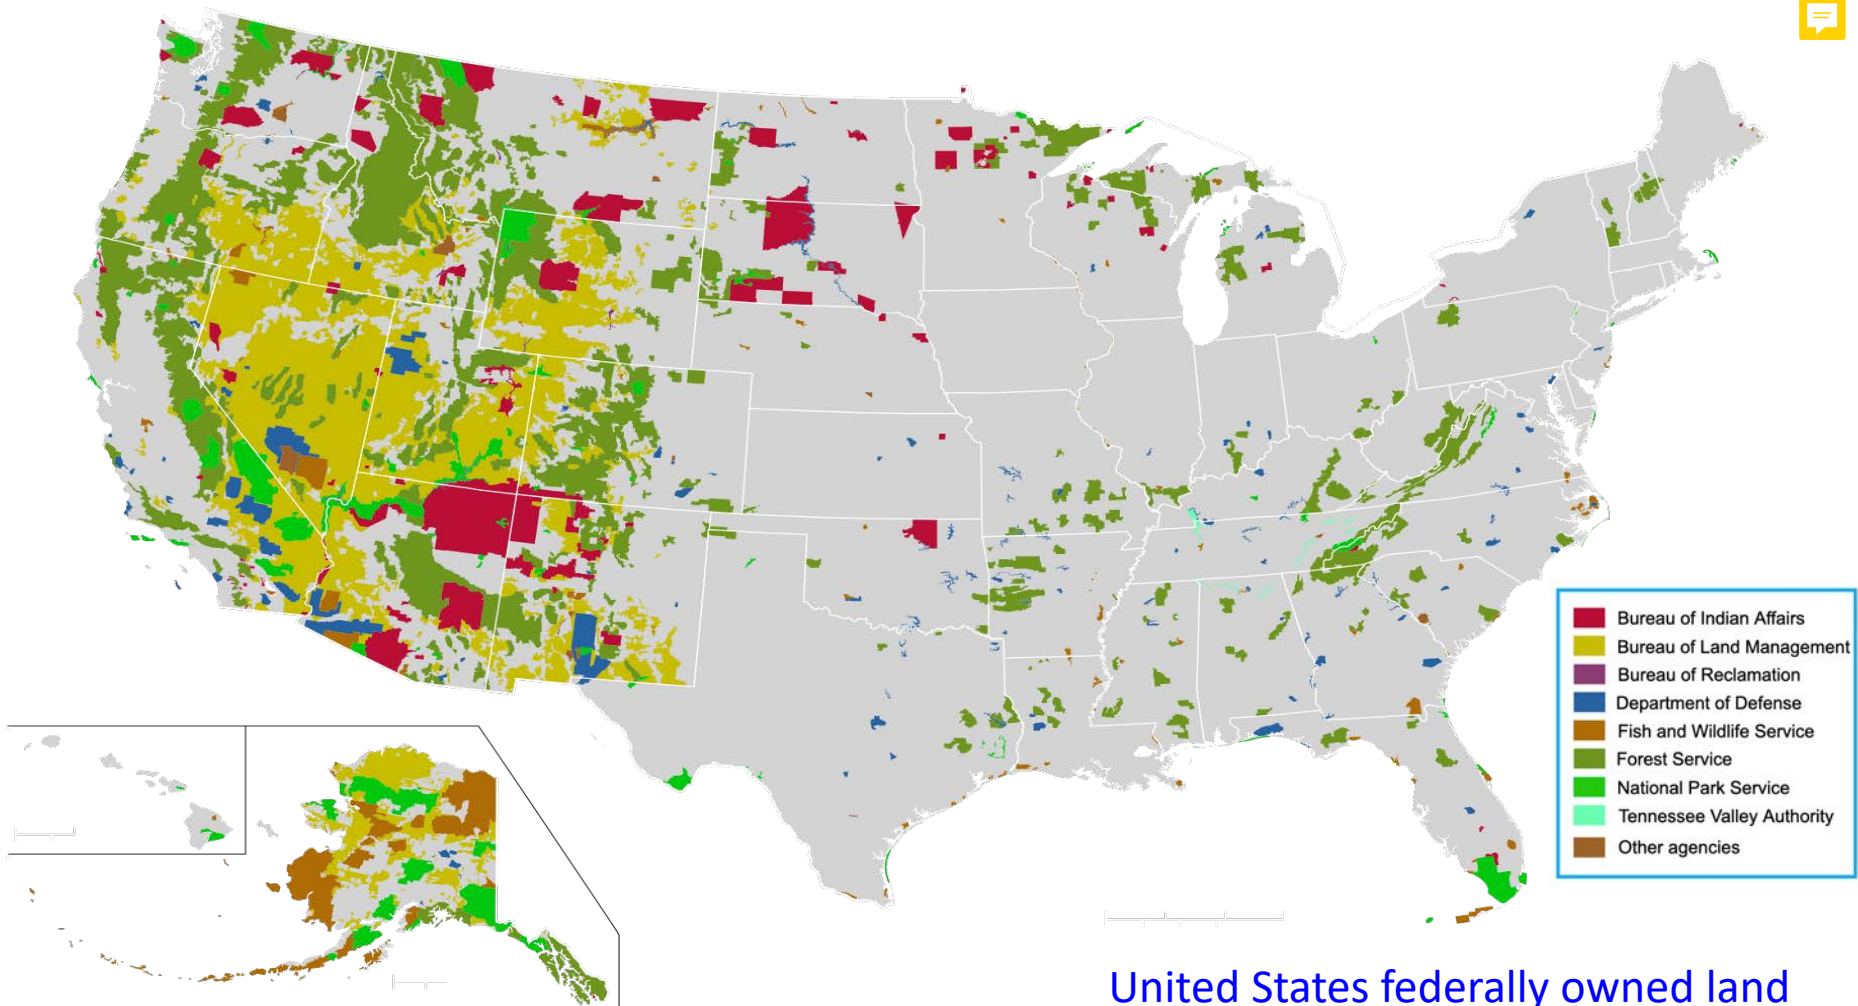 Bureau of Indian Affairs
Bureau of Land Management
Bureau of Reclamation
Department of Defense
Fish and Wildlife Service
Forest Service
National Park Service
Tennessee Valley Authority
Other agencies
United States federally owned land